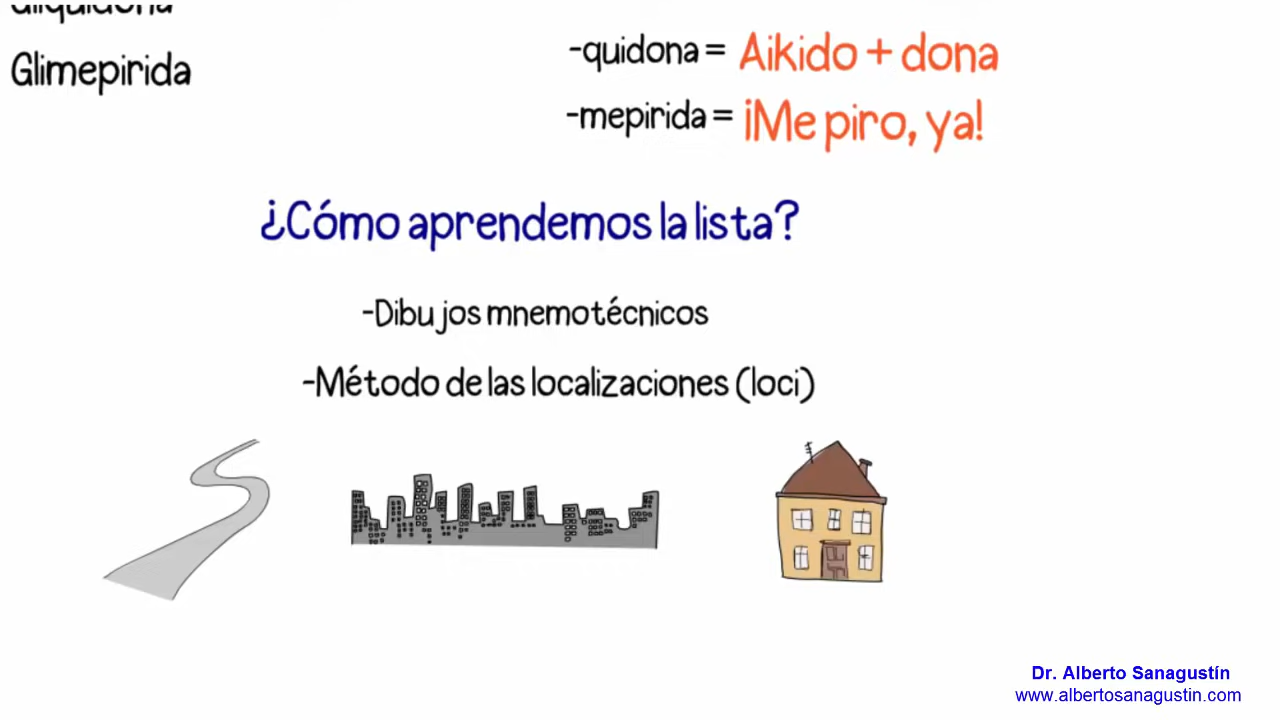 Glimepirida
-quidona = Aikido + dona
-mepirida = ¡Me piro, ya!
¿Cómo aprendemos la lista?
-Dibujos mnemotécnicos
-Método de las localizaciones (loci)
Dr. Alberto Sanagustín
www.albertosanagustin.com